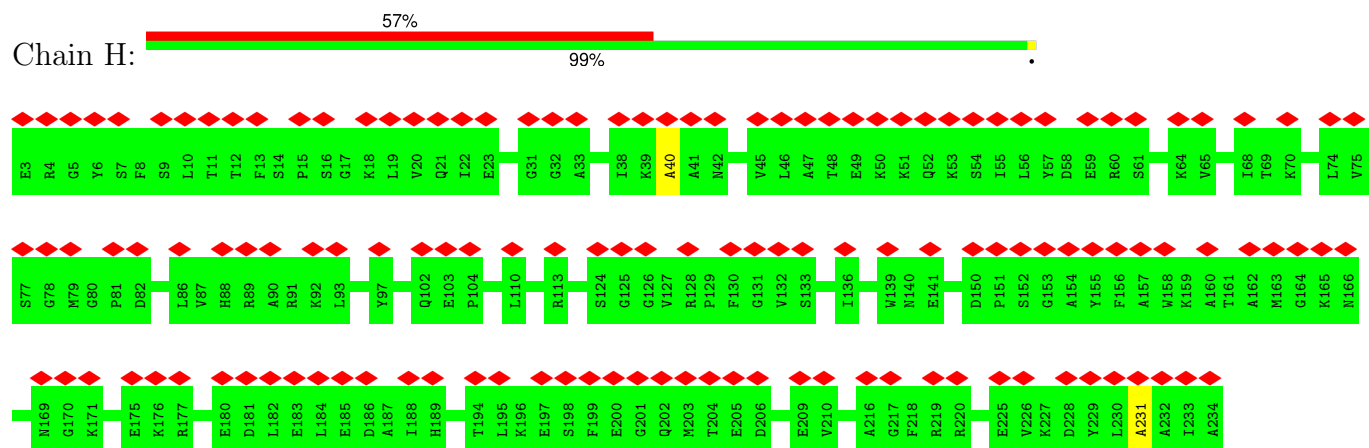 57%
Chain H:
99%
.
E3 R4 G5 Y6 S7 F8 S9 L10 T11 T12 F13 S14 P15 S16 G17 K18 L19 V20 Q21 I22 E23 G31 G32 A33 I38 K39 A40 A41 N42 V45 L46 A47 T48 E49 K50 K51 Q52 K53 S54 I55 L56 Y57 D58 E59 R60 S61 K64 V65 I68 T69 K70 L74 V75
S77 G78 M79 G80 P81 D82 L86 V87 H88 R89 A90 R91 K92 L93 Y97 Q102 E103 P104 L110 R113 S124 G125 G126 V127 R128 P129 F130 G131 V132 S133 I136 W139 N140 E141 D150 P151 S152 G153 A154 Y155 F156 A157 W158 K159 A160 T161 A162 M163 G164 K165 N166
N169 G170 K171 E175 K176 R177 E180 D181 L182 E183 L184 E185 D186 A187 I188 H189 T194 L195 K196 E197 S198 F199 E200 G201 Q202 M203 T204 E205 D206 E209 V210 A216 G217 F218 R219 R220 E225 V226 K227 D228 Y229 L230 A231 A232 I233 A234